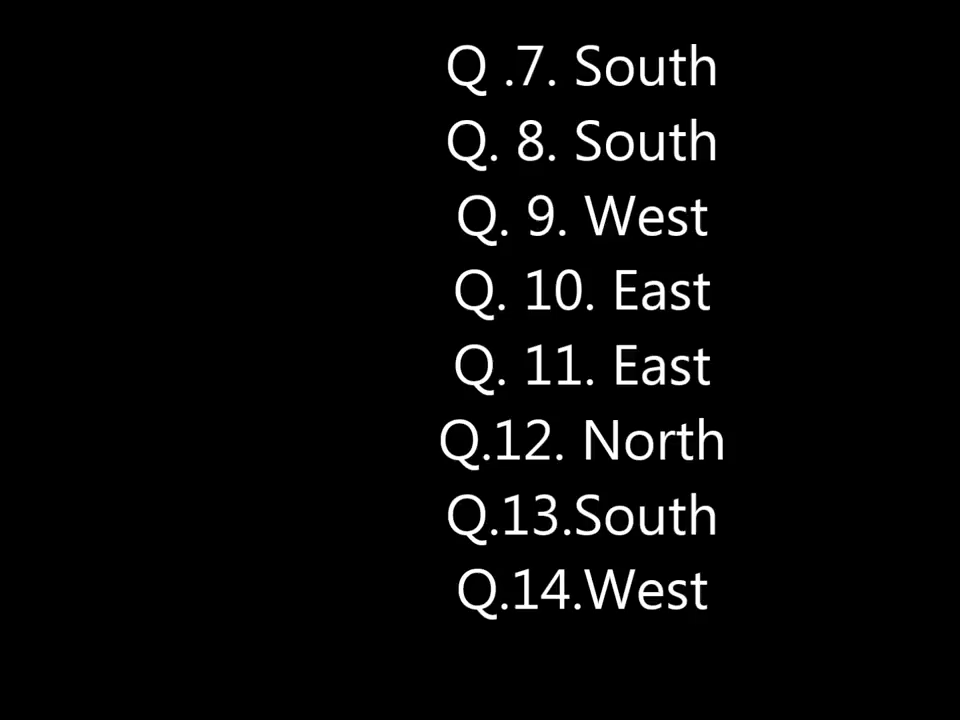 Q .7. South
Q. 8. South
Q. 9. West
Q. 10. East
Q. 11. East
Q.12. North
Q.13.South
Q.14.West